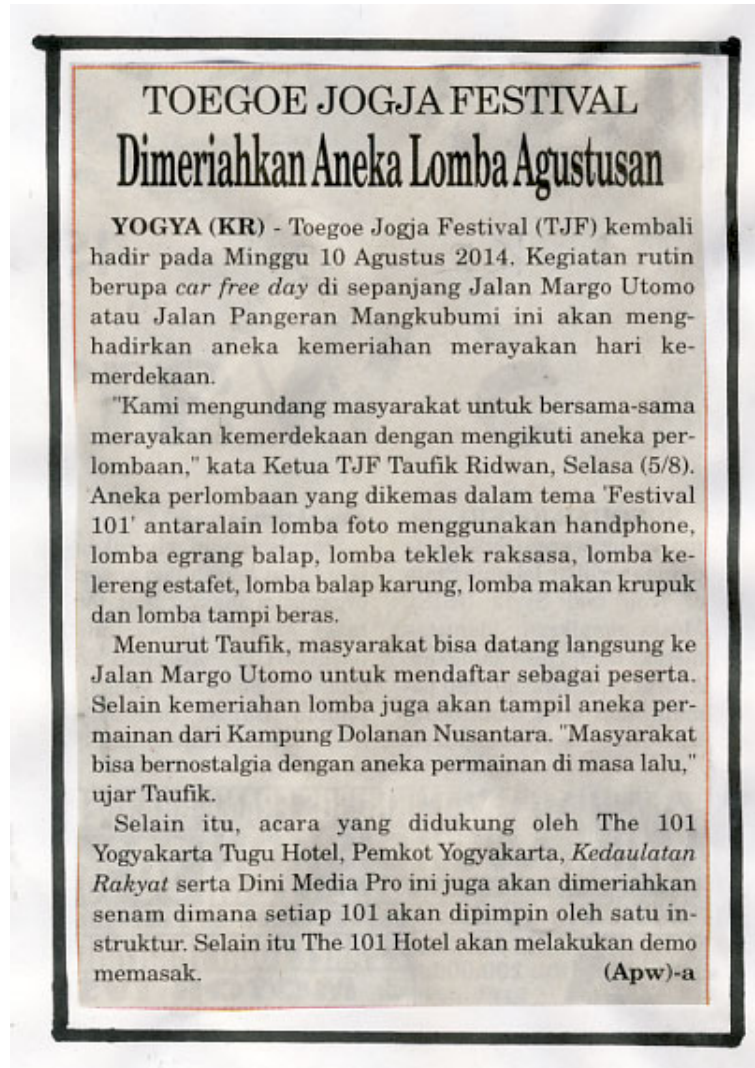 TOEGOE JOGJA FESTIVAL
Dimeriahkan Aneka Lomba Agustusan
YOGYA (KR) - Toegoe Jogja Festival (TJF) kembali
hadir pada Minggu 10 Agustus 2014. Kegiatan rutin
berupa car free day di sepanjang Jalan Margo Utomo
atau Jalan Pangeran Mangkubumi ini akan meng-
hadirkan aneka kemeriahan merayakan hari ke-
merdekaan.
"Kami mengundang masyarakat untuk bersama-sama
merayakan kemerdekaan dengan mengikuti aneka per-
lombaan," kata Ketua TJF Taufik Ridwan, Selasa (5/8).
Aneka perlombaan yang dikemas dalam tema 'Festival
101' antaralain lomba foto menggunakan handphone,
lomba egrang balap, lomba teklek raksasa, lomba ke-
lereng estafet, lomba balap karung, lomba makan krupuk
dan lomba tampi beras.
Menurut Taufik, masyarakat bisa datang langsung ke
Jalan Margo Utomo untuk mendaftar sebagai peserta.
Selain kemeriahan lomba juga akan tampil aneka per-
mainan dari Kampung Dolanan Nusantara. "Masyarakat
bisa bernostalgia dengan aneka permainan di masa lalu,"
ujar Taufik.
Selain itu, acara yang didukung oleh The 101
Yogyakarta Tugu Hotel, Pemkot Yogyakarta, Kedaulatan
Rakyat serta Dini Media Pro ini juga akan dimeriahkan
senam dimana setiap 101 akan dipimpin oleh satu in-
struktur. Selain itu The 101 Hotel akan melakukan demo
memasak. (Apw)-a